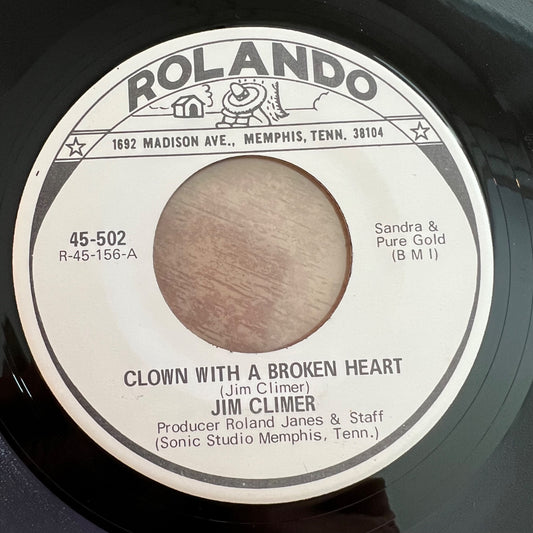 ROLANDO
1692 MADISON AVE., MEMPHIS, TENN. 38104
45-502
R-45-156-A
Sandra &
Pure Gold
(B M I)
CLOWN WITH A BROKEN HEART
(Jim Climer)
JIM CLIMER
Producer Roland Janes & Staff
(Sonic Studio Memphis, Tenn.)